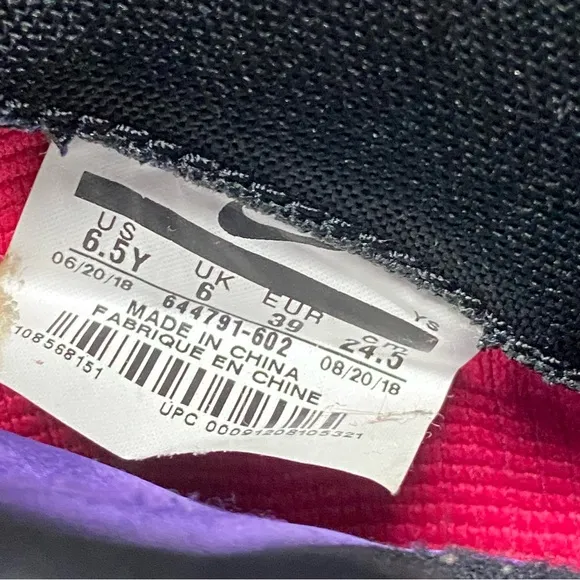 US UK EUR cm YS
6.5Y 6 39 24.5
06/20/18 644791-602 08/20/18
MADE IN CHINA
FABRIQUE EN CHINE
108568151
UPC 00091208105321